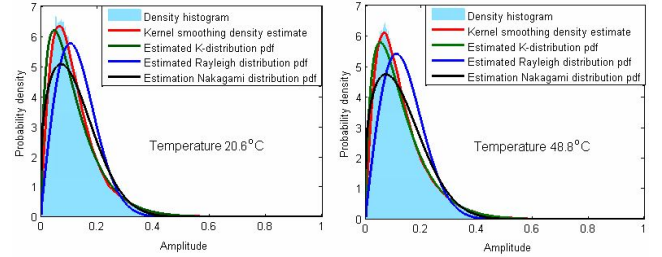 Density histogram
Kernel smoothing density estimate
Estimated K-distribution pdf
Estimated Rayleigh distribution pdf
Estimation Nakagami distribution pdf
Temperature 20.6°C
Probability density
7
6
5
4
3
2
1
0
0 0.2 0.4 0.6 0.8 1
Amplitude
Density histogram
Kernel smoothing density estimate
Estimated K-distribution pdf
Estimated Rayleigh distribution pdf
Estimation Nakagami distribution pdf
Temperature 48.8°C
Probability density
7
6
5
4
3
2
1
0
0 0.2 0.4 0.6 0.8 1
Amplitude